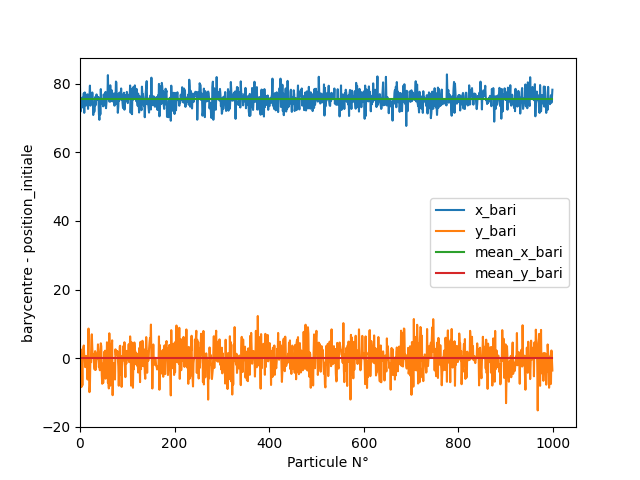 80
60
40
20
0
−20
0 200 400 600 800 1000
barycentre - position_initiale
Particule N°
x_bari
y_bari
mean_x_bari
mean_y_bari